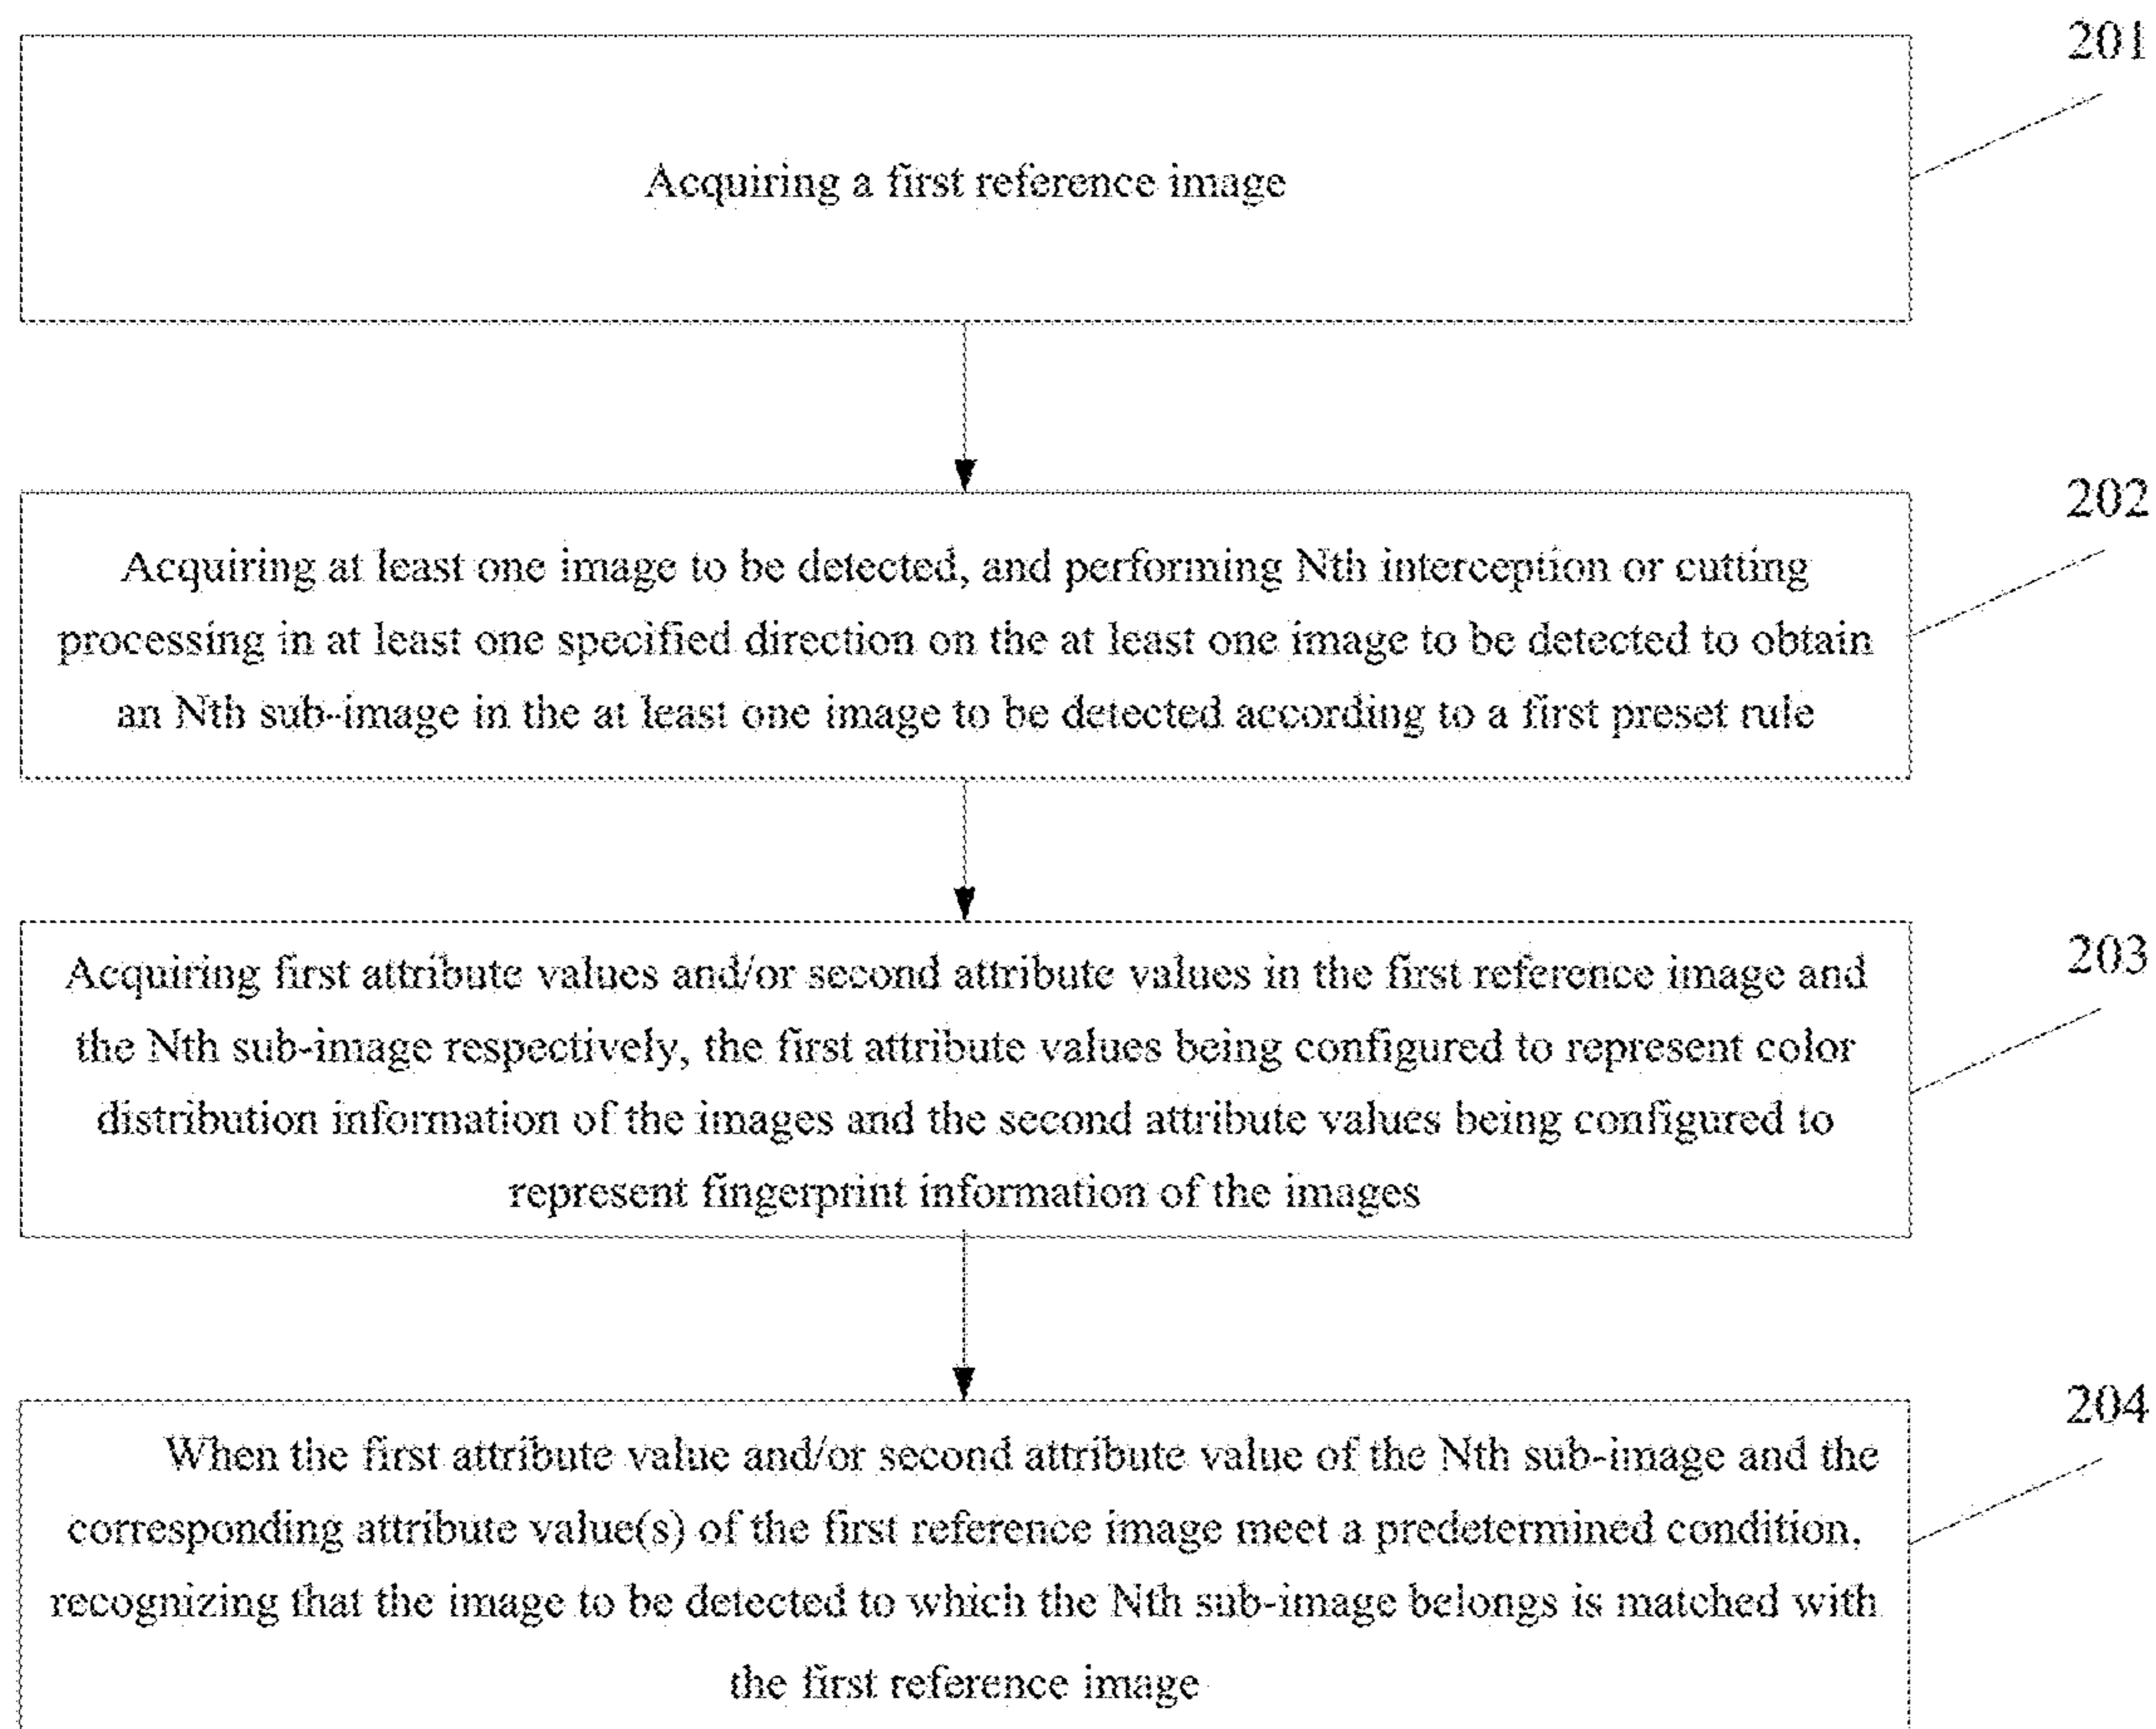 201
Acquiring a first reference image
202
Acquiring at least one image to be detected, and performing Nth interception or cutting
processing in at least one specified direction on the at least one image to be detected to obtain
an Nth sub-image in the at least one image to be detected according to a first preset rule
203
Acquiring first attribute values and/or second attribute values in the first reference image and
the Nth sub-image respectively, the first attribute values being configured to represent color
distribution information of the images and the second attribute values being configured to
represent fingerprint information of the images
204
When the first attribute value and/or second attribute value of the Nth sub-image and the
corresponding attribute value(s) of the first reference image meet a predetermined condition,
recognizing that the image to be detected to which the Nth sub-image belongs is matched with
the first reference image